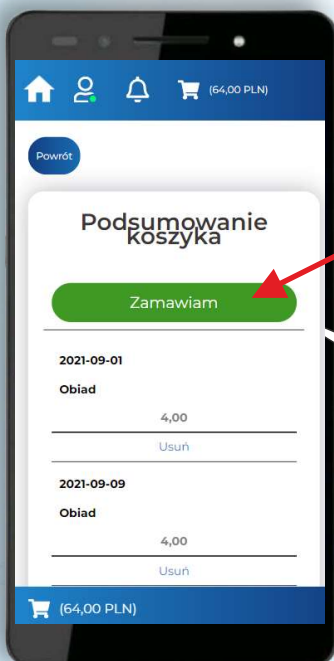 (64,00 PLN)
Powrót
Podsumowanie
koszyka
Zamawiam
2021-09-01
Obiad
4,00
Usuń
2021-09-09
Obiad
4,00
Usuń
(64,00 PLN)